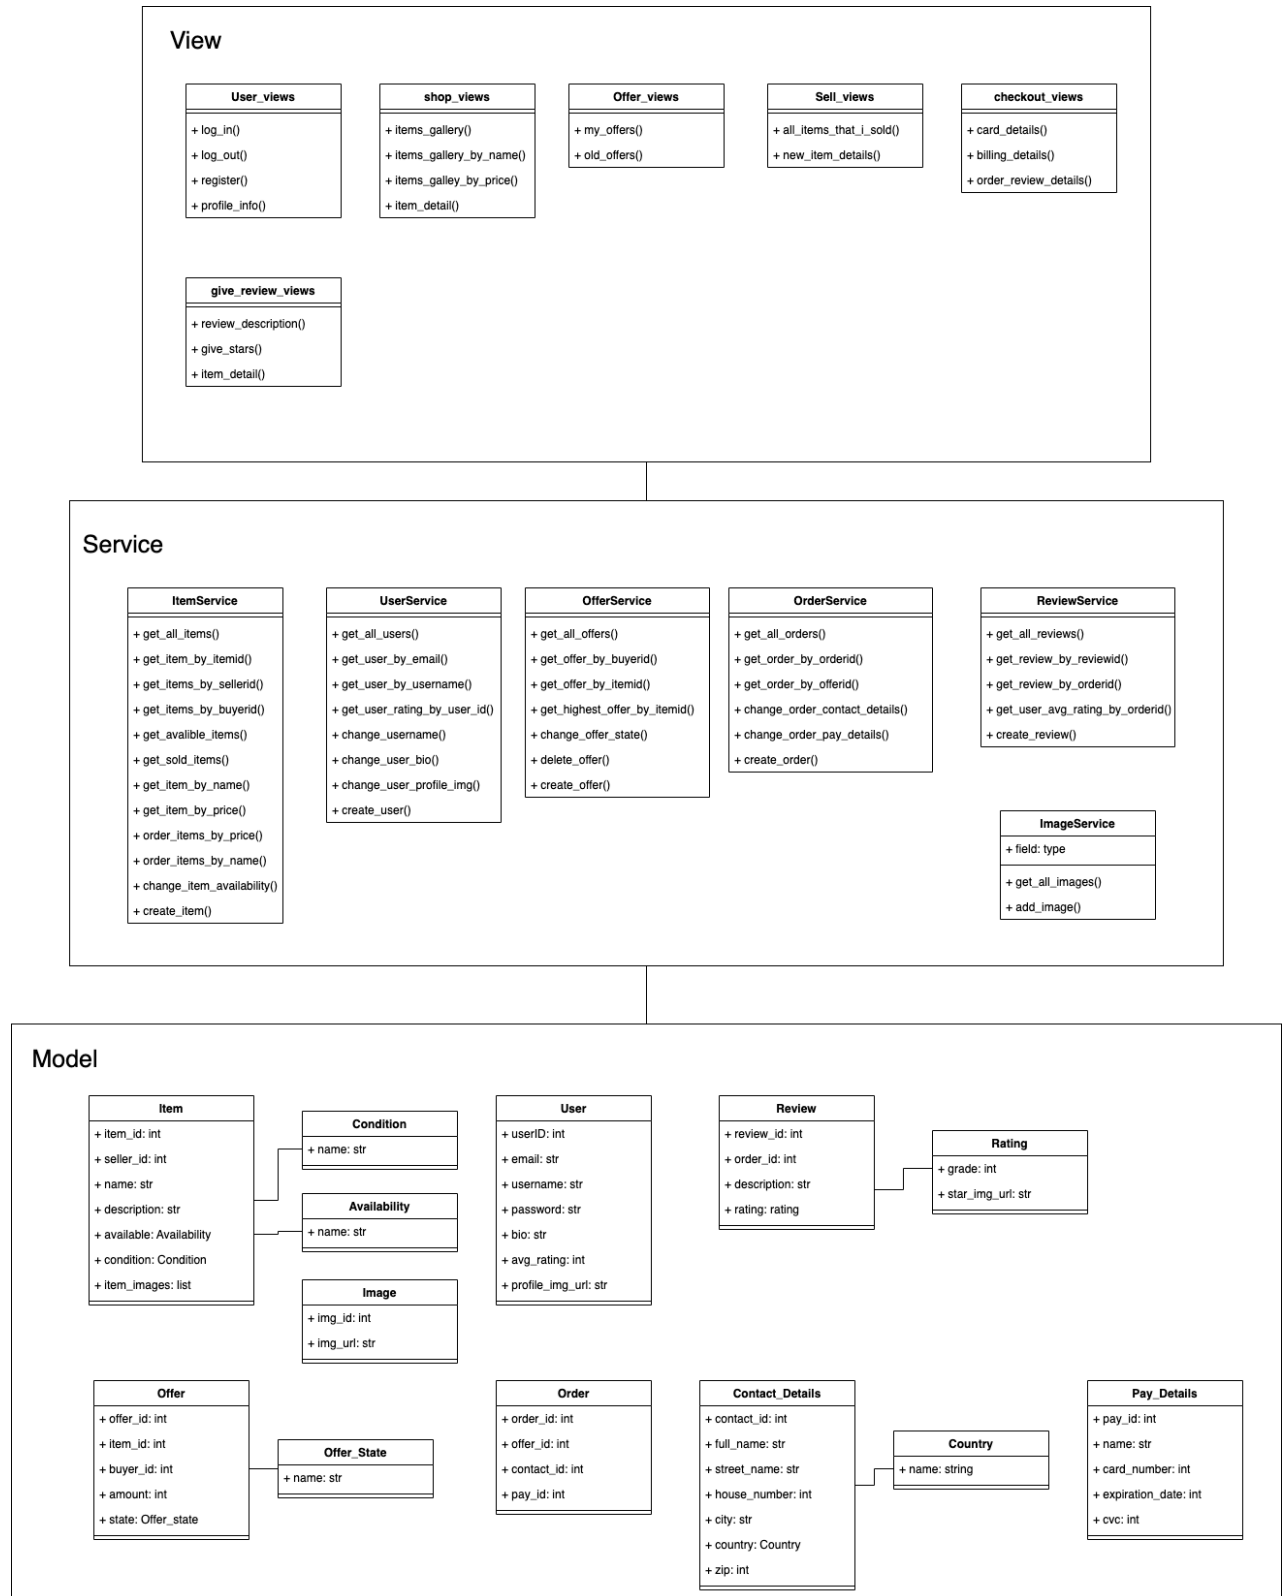 View
User_views
+ log_in()
+ log_out()
+ register()
+ profile_info()
shop_views
+ items_gallery()
+ items_gallery_by_name()
+ items_galley_by_price()
+ item_detail()
Offer_views
+ my_offers()
+ old_offers()
Sell_views
+ all_items_that_i_sold()
+ new_item_details()
checkout_views
+ card_details()
+ billing_details()
+ order_review_details()
give_review_views
+ review_description()
+ give_stars()
+ item_detail()
Service
ItemService
+ get_all_items()
+ get_item_by_itemid()
+ get_items_by_sellerid()
+ get_items_by_buyerid()
+ get_avalible_items()
+ get_sold_items()
+ get_item_by_name()
+ get_item_by_price()
+ order_items_by_price()
+ order_items_by_name()
+ change_item_availability()
+ create_item()
UserService
+ get_all_users()
+ get_user_by_email()
+ get_user_by_username()
+ get_user_rating_by_user_id()
+ change_username()
+ change_user_bio()
+ change_user_profile_img()
+ create_user()
OfferService
+ get_all_offers()
+ get_offer_by_buyerid()
+ get_offer_by_itemid()
+ get_highest_offer_by_itemid()
+ change_offer_state()
+ delete_offer()
+ create_offer()
OrderService
+ get_all_orders()
+ get_order_by_orderid()
+ get_order_by_offerid()
+ change_order_contact_details()
+ change_order_pay_details()
+ create_order()
ReviewService
+ get_all_reviews()
+ get_review_by_reviewid()
+ get_review_by_orderid()
+ get_user_avg_rating_by_orderid()
+ create_review()
ImageService
+ field: type
+ get_all_images()
+ add_image()
Model
Item
+ item_id: int
+ seller_id: int
+ name: str
+ description: str
+ available: Availability
+ condition: Condition
+ item_images: list
Condition
+ name: str
Availability
+ name: str
Image
+ img_id: int
+ img_url: str
User
+ userID: int
+ email: str
+ username: str
+ password: str
+ bio: str
+ avg_rating: int
+ profile_img_url: str
Review
+ review_id: int
+ order_id: int
+ description: str
+ rating: rating
Rating
+ grade: int
+ star_img_url: str
Offer
+ offer_id: int
+ item_id: int
+ buyer_id: int
+ amount: int
+ state: Offer_state
Offer_State
+ name: str
Order
+ order_id: int
+ offer_id: int
+ contact_id: int
+ pay_id: int
Contact_Details
+ contact_id: int
+ full_name: str
+ street_name: str
+ house_number: int
+ city: str
+ country: Country
+ zip: int
Country
+ name: string
Pay_Details
+ pay_id: int
+ name: str
+ card_number: int
+ expiration_date: int
+ cvc: int